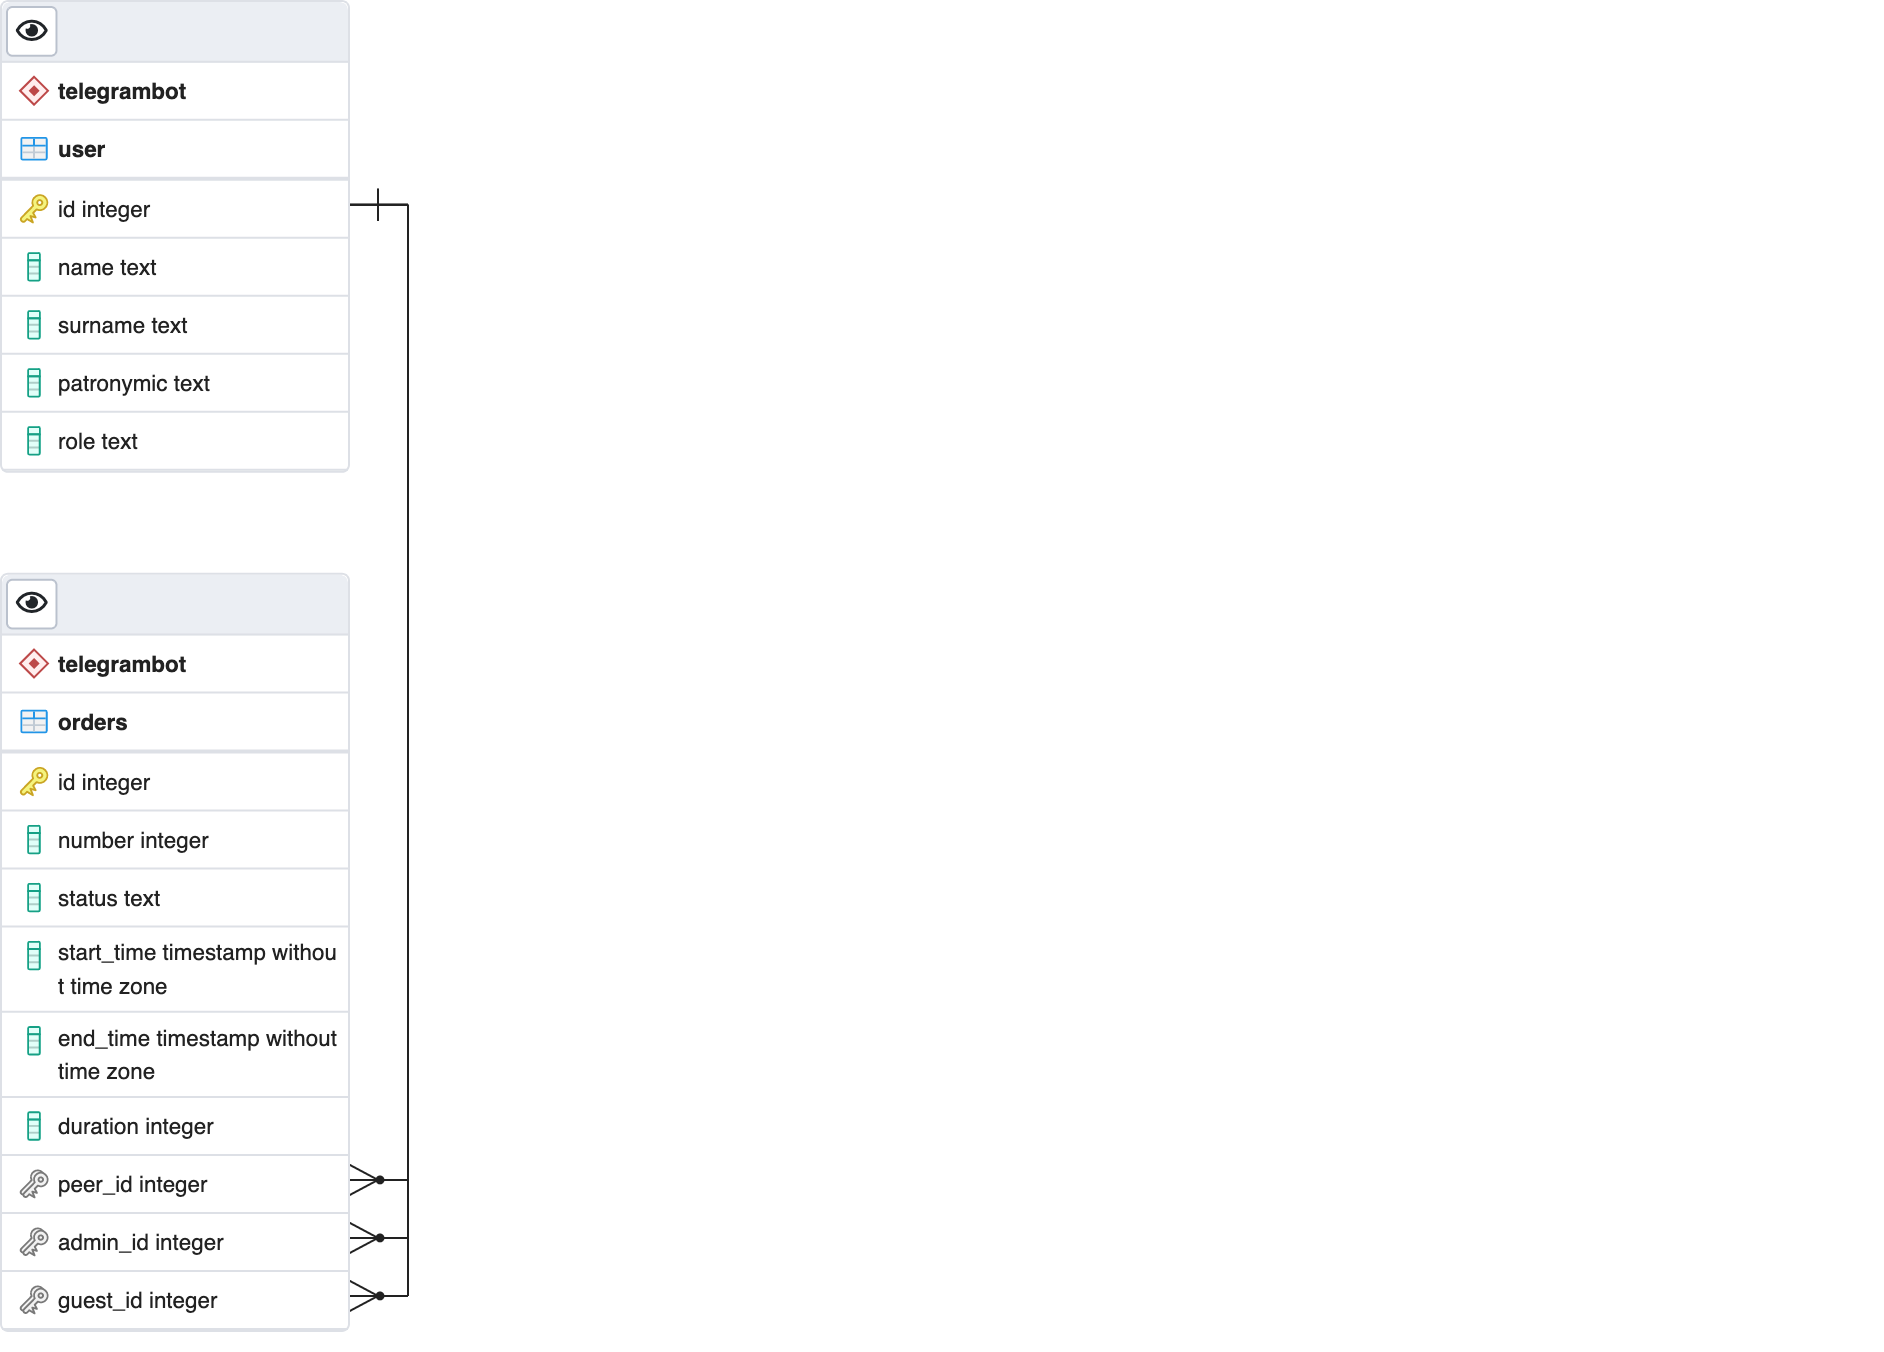 telegrambot
user
id integer
name text
surname text
patronymic text
role text
telegrambot
orders
id integer
number integer
status text
start_time timestamp withou
t time zone
end_time timestamp without
time zone
duration integer
peer_id integer
admin_id integer
guest_id integer